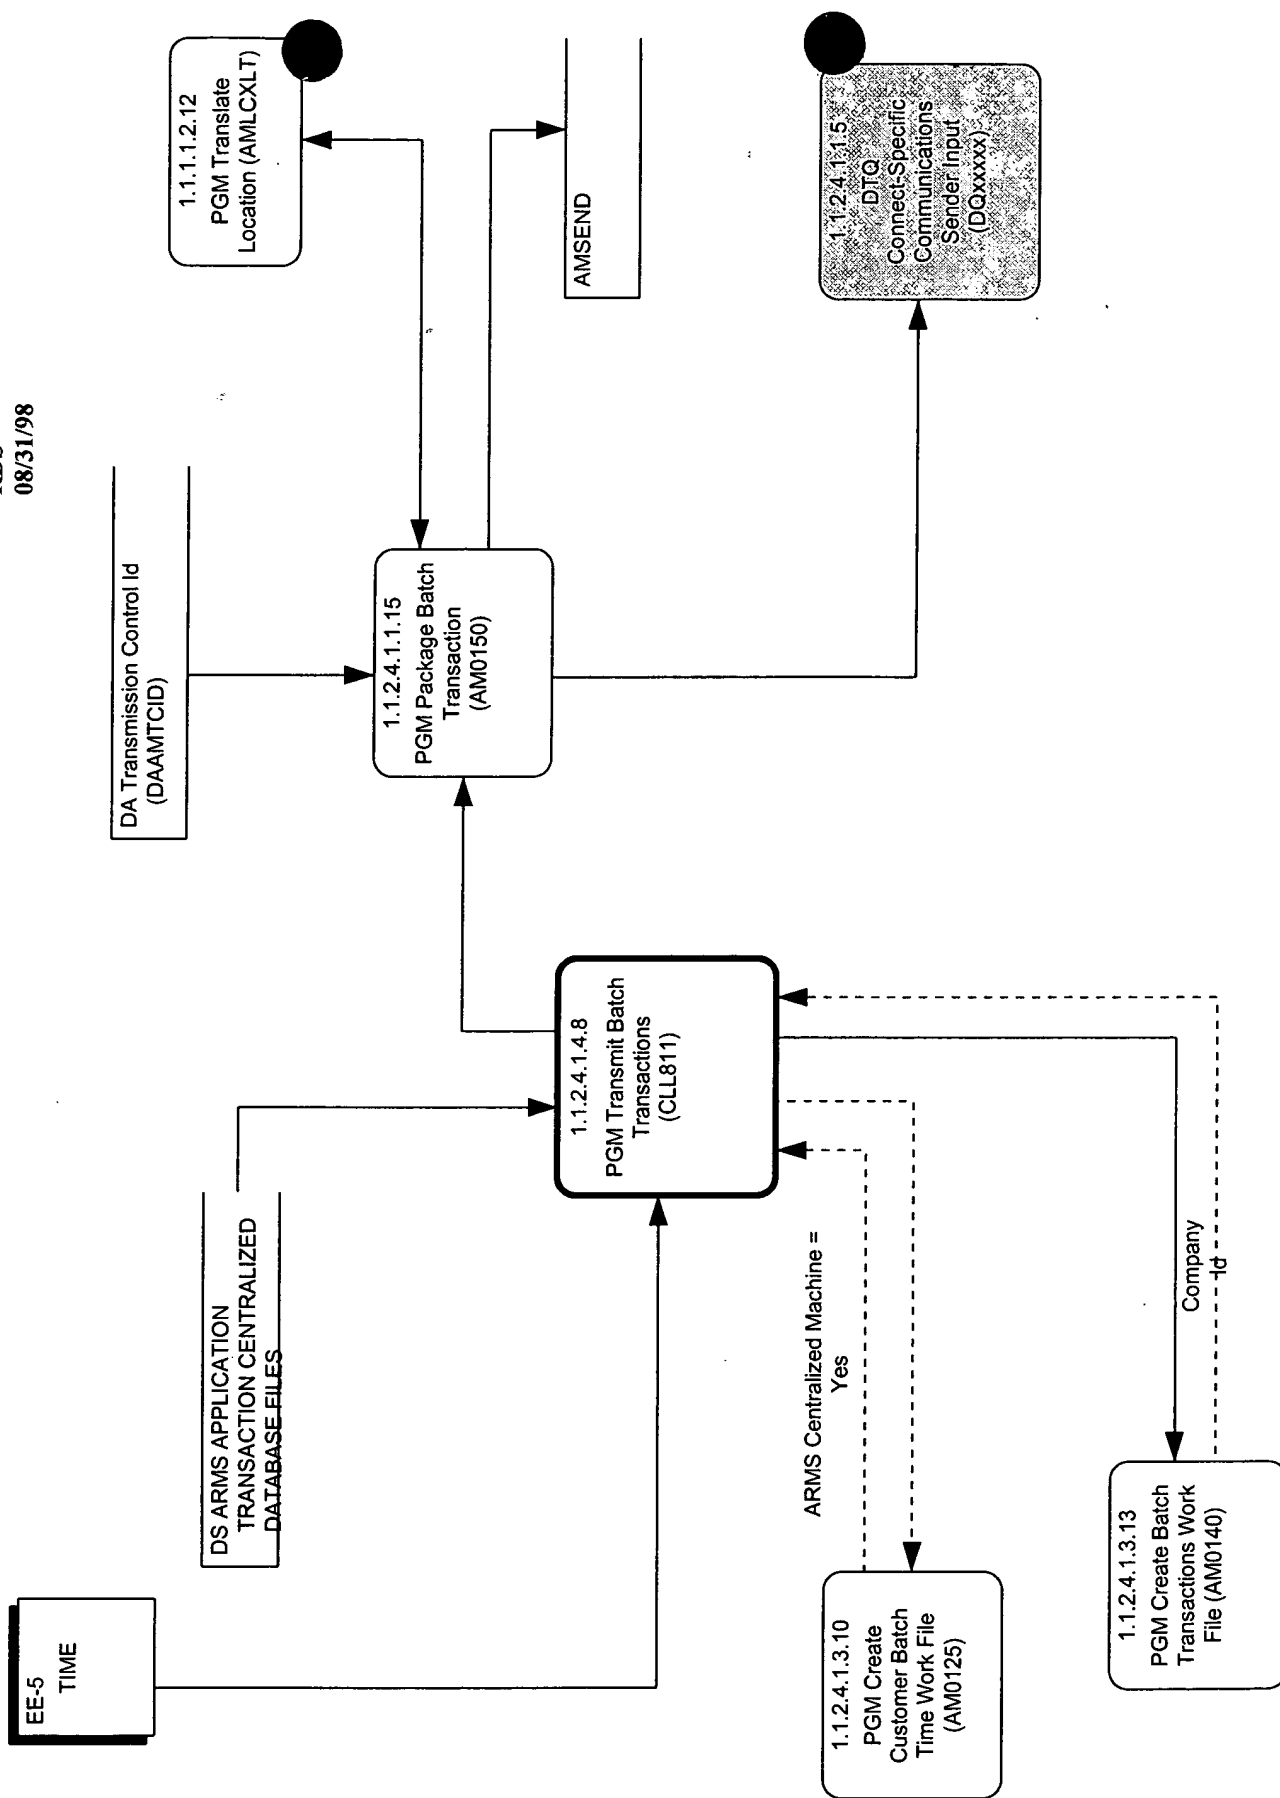 08/31/98
EE-5
TIME
DS ARMS APPLICATION
TRANSACTION CENTRALIZED
DATABASE FILES
DA Transmission Control Id
(DAAMTCID)
1.1.1.1.2.12
PGM Translate
Location (AMLCXLT)
1.1.2.4.1.1.15
PGM Package Batch
Transaction
(AM0150)
AMSEND
1.1.2.4.1.4.8
PGM Transmit Batch
Transactions
(CLL811)
1.1.2.4.1.1.5
DTQ
Connect-Specific
Communications
Sender Input
(DQxxxxx)
ARMS Centralized Machine =
Yes
1.1.2.4.1.3.10
PGM Create
Customer Batch
Time Work File
(AM0125)
Company
Id
1.1.2.4.1.3.13
PGM Create Batch
Transactions Work
File (AM0140)